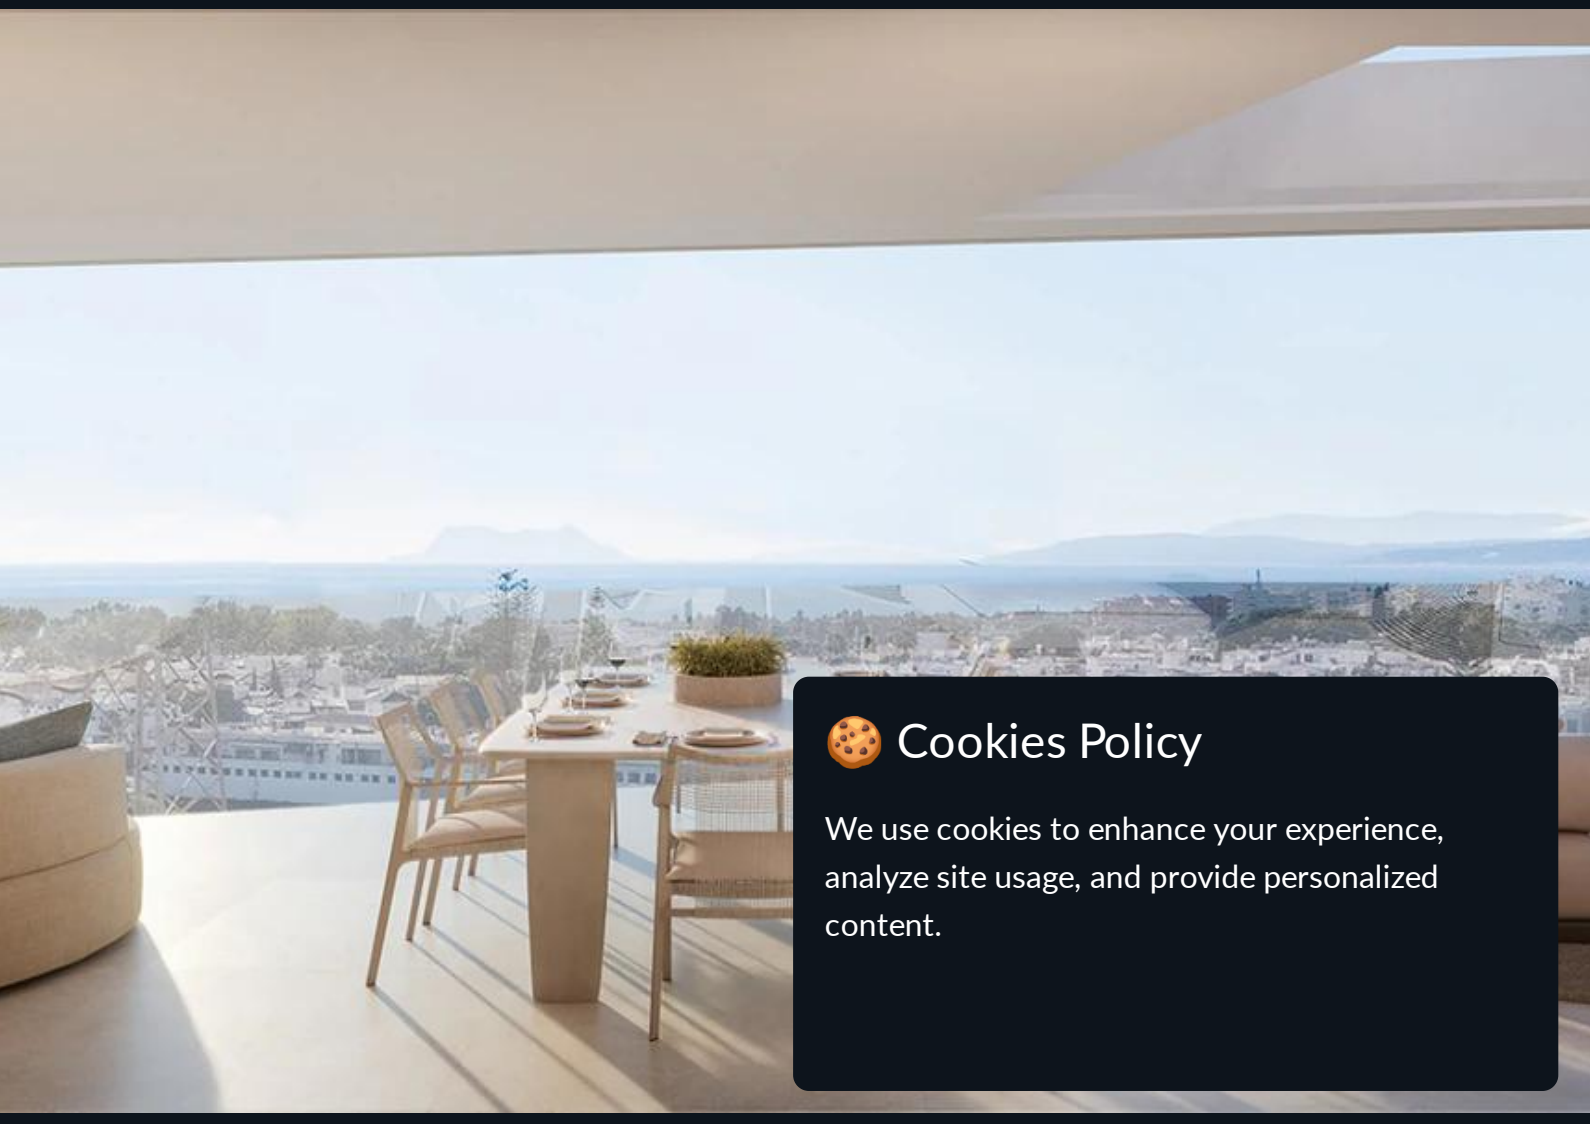 🍪 Cookies Policy
We use cookies to enhance your experience,
analyze site usage, and provide personalized
content.